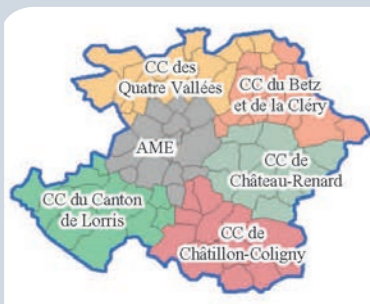 CC des
Quatre Vallées
CC du Betz
et de la Cléry
AME
CC de
Château-Renard
CC du Canton
de Lorris
CC de
Châtillon-Coligny